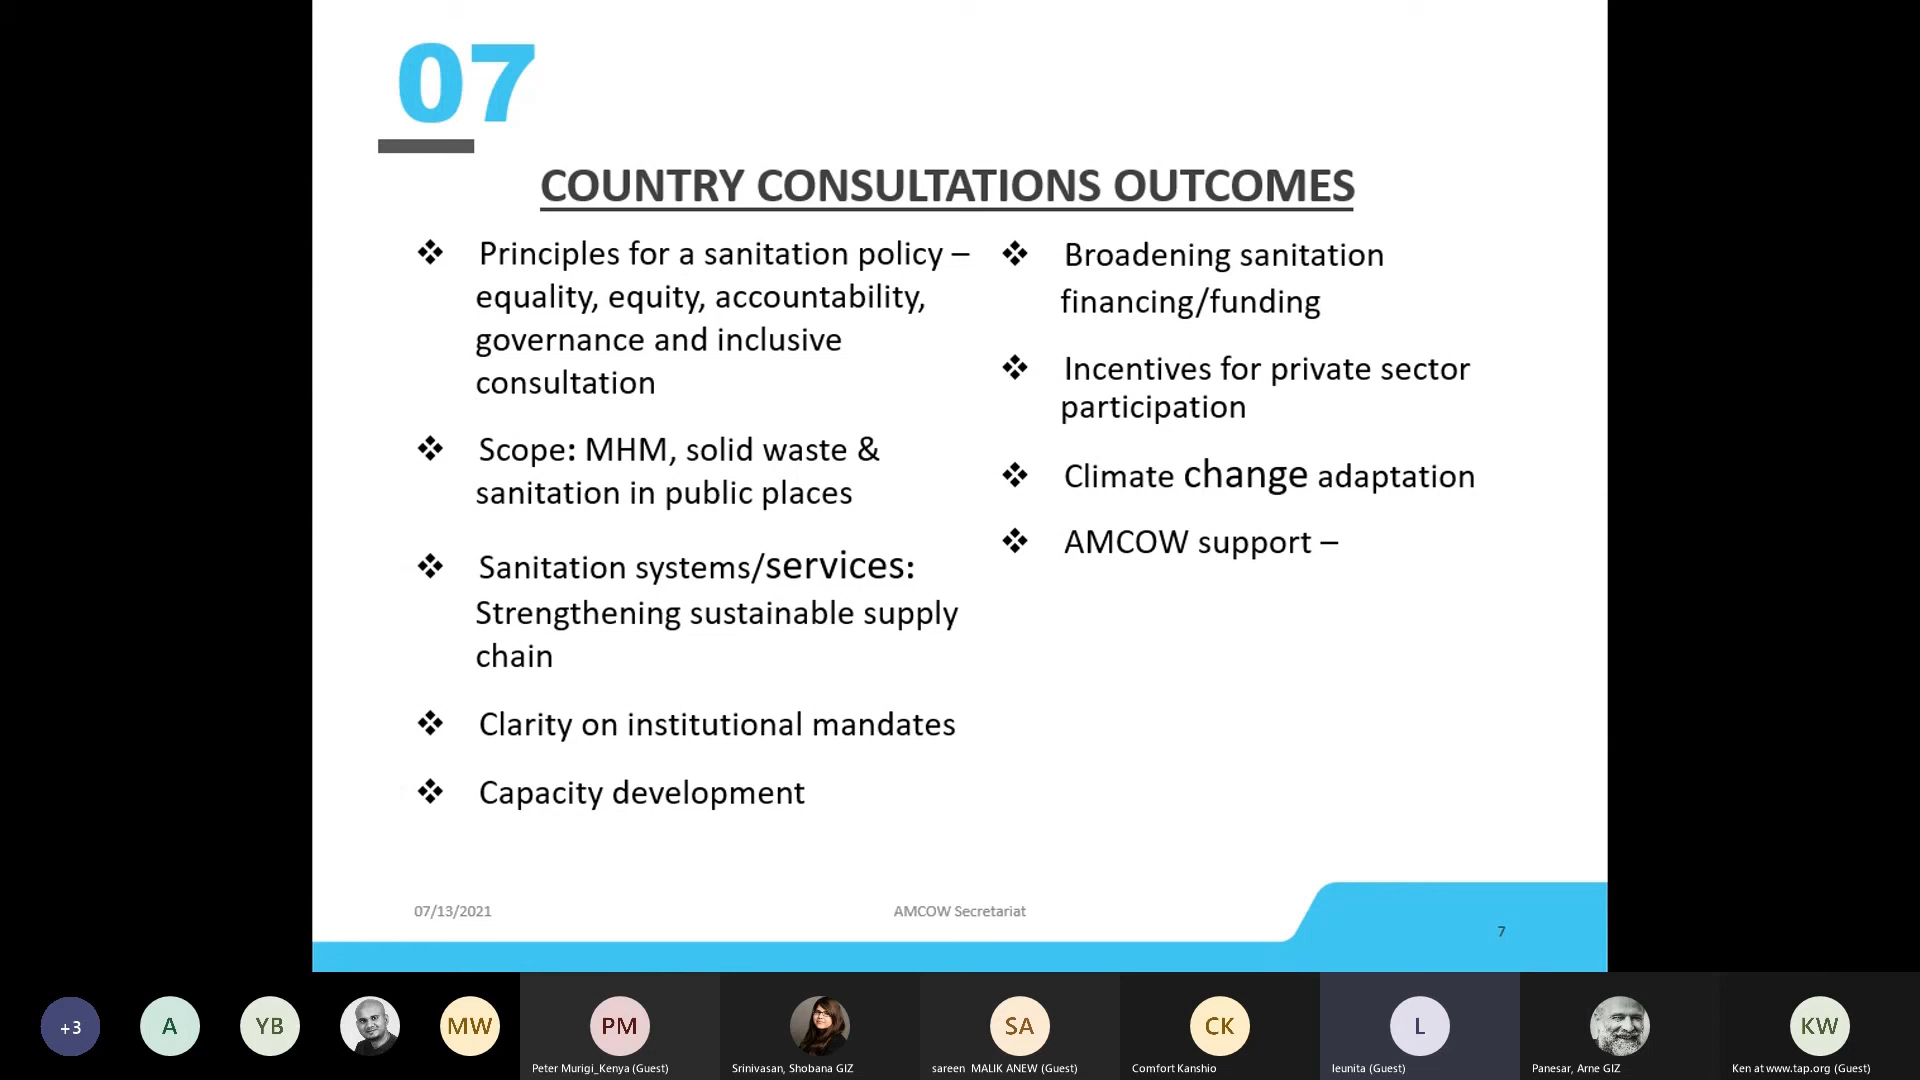 07
COUNTRY CONSULTATIONS OUTCOMES
❖ Principles for a sanitation policy –
equality, equity, accountability,
governance and inclusive
consultation
❖ Scope: MHM, solid waste &
sanitation in public places
❖ Sanitation systems/services:
Strengthening sustainable supply
chain
❖ Clarity on institutional mandates
❖ Capacity development
❖ Broadening sanitation
financing/funding
❖ Incentives for private sector
participation
❖ Climate change adaptation
❖ AMCOW support –
07/13/2021
AMCOW Secretariat
7
+3
A
YB
MW
PM
Peter Murigi_Kenya (Guest)
Srinivasan, Shobana GIZ
SA
sareen MALIK ANEW (Guest)
CK
Comfort Kanshio
L
leunita (Guest)
Panesar, Arne GIZ
KW
Ken at www.tap.org (Guest)